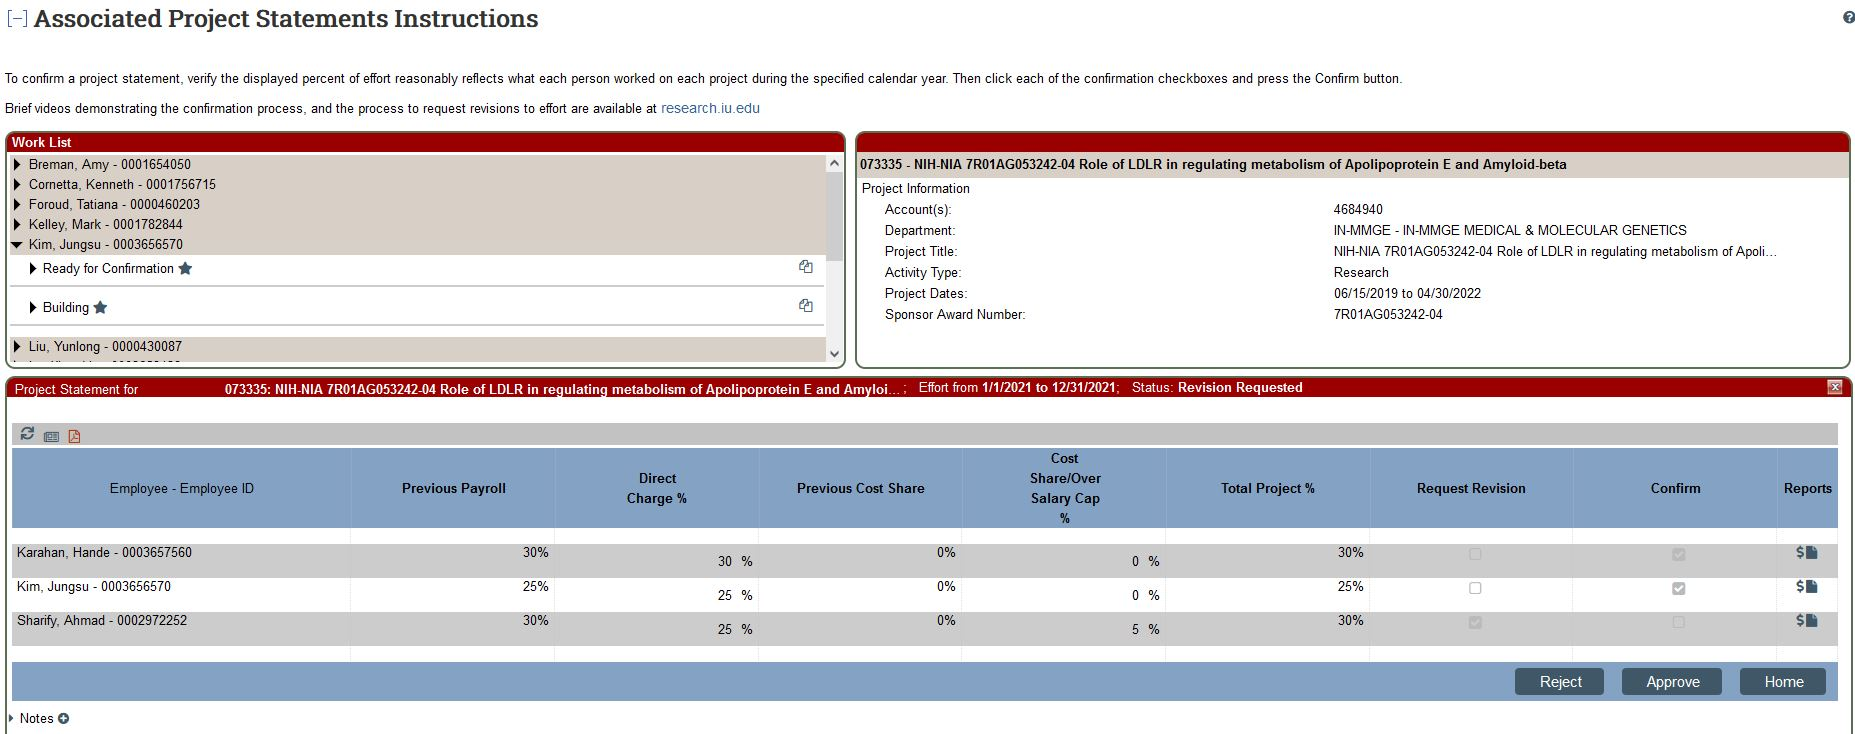 [−] Associated Project Statements Instructions
To confirm a project statement, verify the displayed percent of effort reasonably reflects what each person worked on each project during the specified calendar year. Then click each of the confirmation checkboxes and press the Confirm button.
Brief videos demonstrating the confirmation process, and the process to request revisions to effort are available at research.iu.edu
Work List
Breman, Amy - 0001654050
Cornetta, Kenneth - 0001756715
Foroud, Tatiana - 0000460203
Kelley, Mark - 0001782844
Kim, Jungsu - 0003656570
Ready for Confirmation
Building
Liu, Yunlong - 0000430087
073335 - NIH-NIA 7R01AG053242-04 Role of LDLR in regulating metabolism of Apolipoprotein E and Amyloid-beta
Project Information
Account(s): 4684940
Department: IN-MMGE - IN-MMGE MEDICAL & MOLECULAR GENETICS
Project Title: NIH-NIA 7R01AG053242-04 Role of LDLR in regulating metabolism of Apoli...
Activity Type: Research
Project Dates: 06/15/2019 to 04/30/2022
Sponsor Award Number: 7R01AG053242-04
Project Statement for 073335: NIH-NIA 7R01AG053242-04 Role of LDLR in regulating metabolism of Apolipoprotein E and Amyloi... ; Effort from 1/1/2021 to 12/31/2021; Status: Revision Requested
Employee - Employee ID
Previous Payroll
Direct
Charge %
Previous Cost Share
Cost
Share/Over
Salary Cap
%
Total Project %
Request Revision
Confirm
Reports
Karahan, Hande - 0003657560 30% 30 % 0% 0 % 30% $
Kim, Jungsu - 0003656570 25% 25 % 0% 0 % 25% $
Sharify, Ahmad - 0002972252 30% 25 % 0% 5 % 30% $
Reject Approve Home
Notes